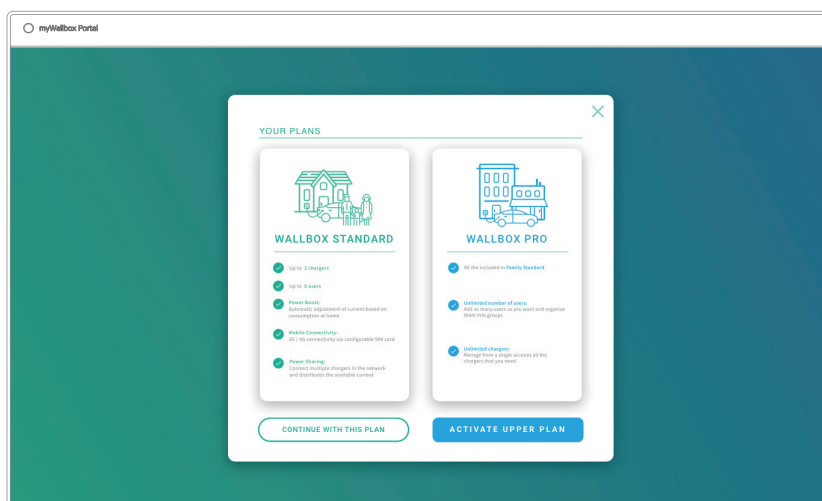 myWallbox Portal
YOUR PLANS
WALLBOX STANDARD
Up to 3 chargers
Up to 5 users
Power Boost:
Automatic adjustment of current based on
consumption at home
Mobile Connectivity:
3G / 4G connectivity via configurable SIM card
Power Sharing:
Connect multiple chargers in the network
and distributes the available current
CONTINUE WITH THIS PLAN
WALLBOX PRO
All the included in Family Standard
Unlimited number of users:
Add as many users as you want and organize
them into groups
Unlimited chargers:
Manage from a single account all the
chargers that you need
ACTIVATE UPPER PLAN